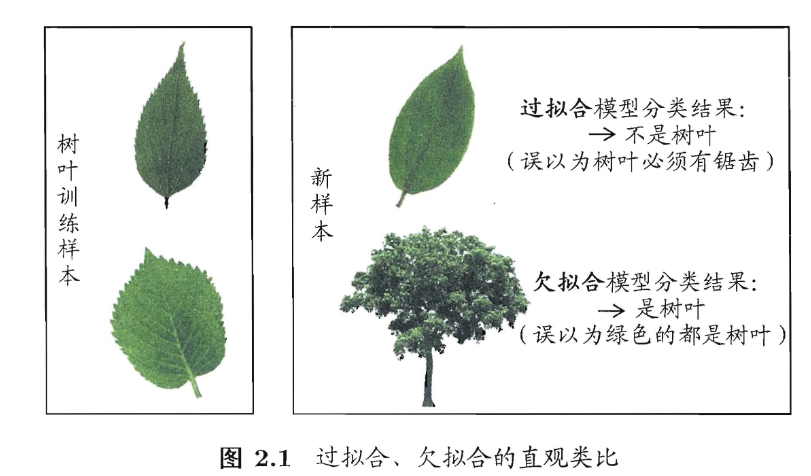 树叶训练样本
新样本
过拟合模型分类结果:
→ 不是树叶
(误以为树叶必须有锯齿)
欠拟合模型分类结果:
→ 是树叶
(误以为绿色的都是树叶)
图 2.1 过拟合、欠拟合的直观类比